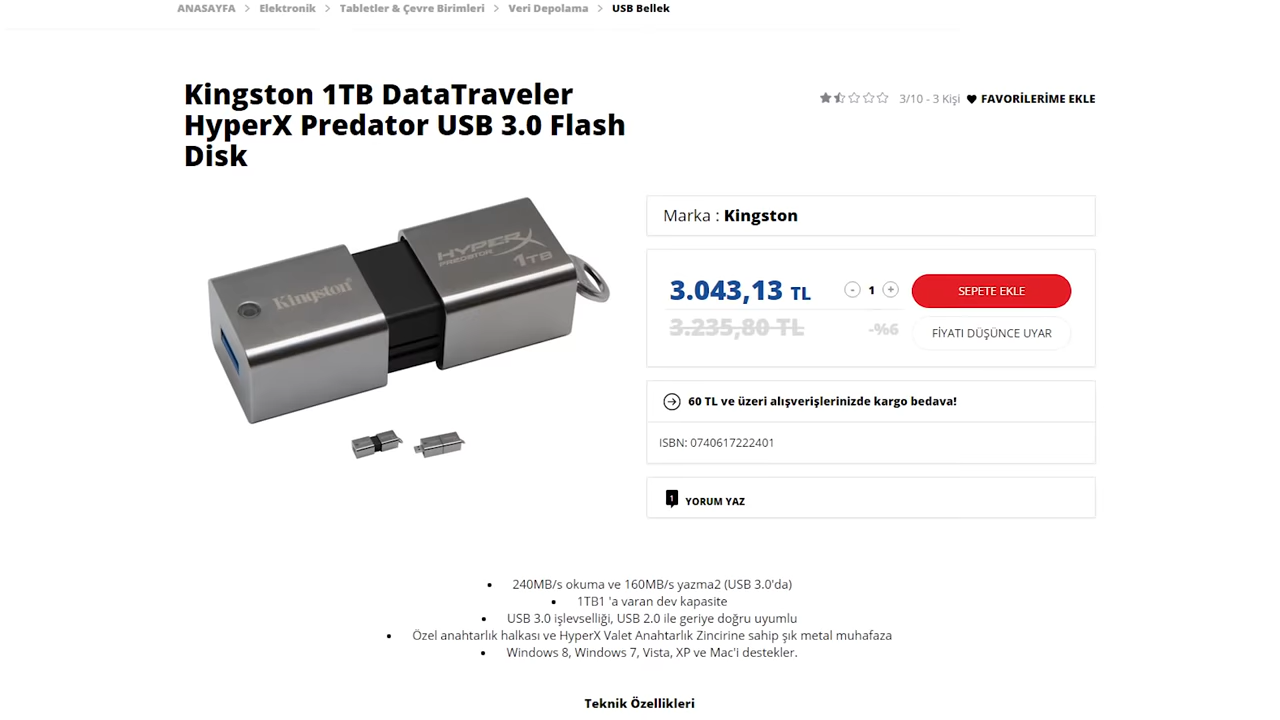 ANASAYFA > Elektronik > Tabletler & Çevre Birimleri > Veri Depolama > USB Bellek
Kingston 1TB DataTraveler
HyperX Predator USB 3.0 Flash
Disk
3/10 - 3 Kişi FAVORİLERİME EKLE
Kingston
HYPERX
PREDATOR
1TB
Marka : Kingston
3.043,13 TL
- 1 +
SEPETE EKLE
3.235,80 TL
-%6
FİYATI DÜŞÜNCE UYAR
60 TL ve üzeri alışverişlerinizde kargo bedava!
ISBN: 0740617222401
1 YORUM YAZ
• 240MB/s okuma ve 160MB/s yazma2 (USB 3.0'da)
• 1TB1 'a varan dev kapasite
• USB 3.0 işlevselliği, USB 2.0 ile geriye doğru uyumlu
• Özel anahtarlık halkası ve HyperX Valet Anahtarlık Zincirine sahip şık metal muhafaza
• Windows 8, Windows 7, Vista, XP ve Mac'i destekler.
Teknik Özellikleri